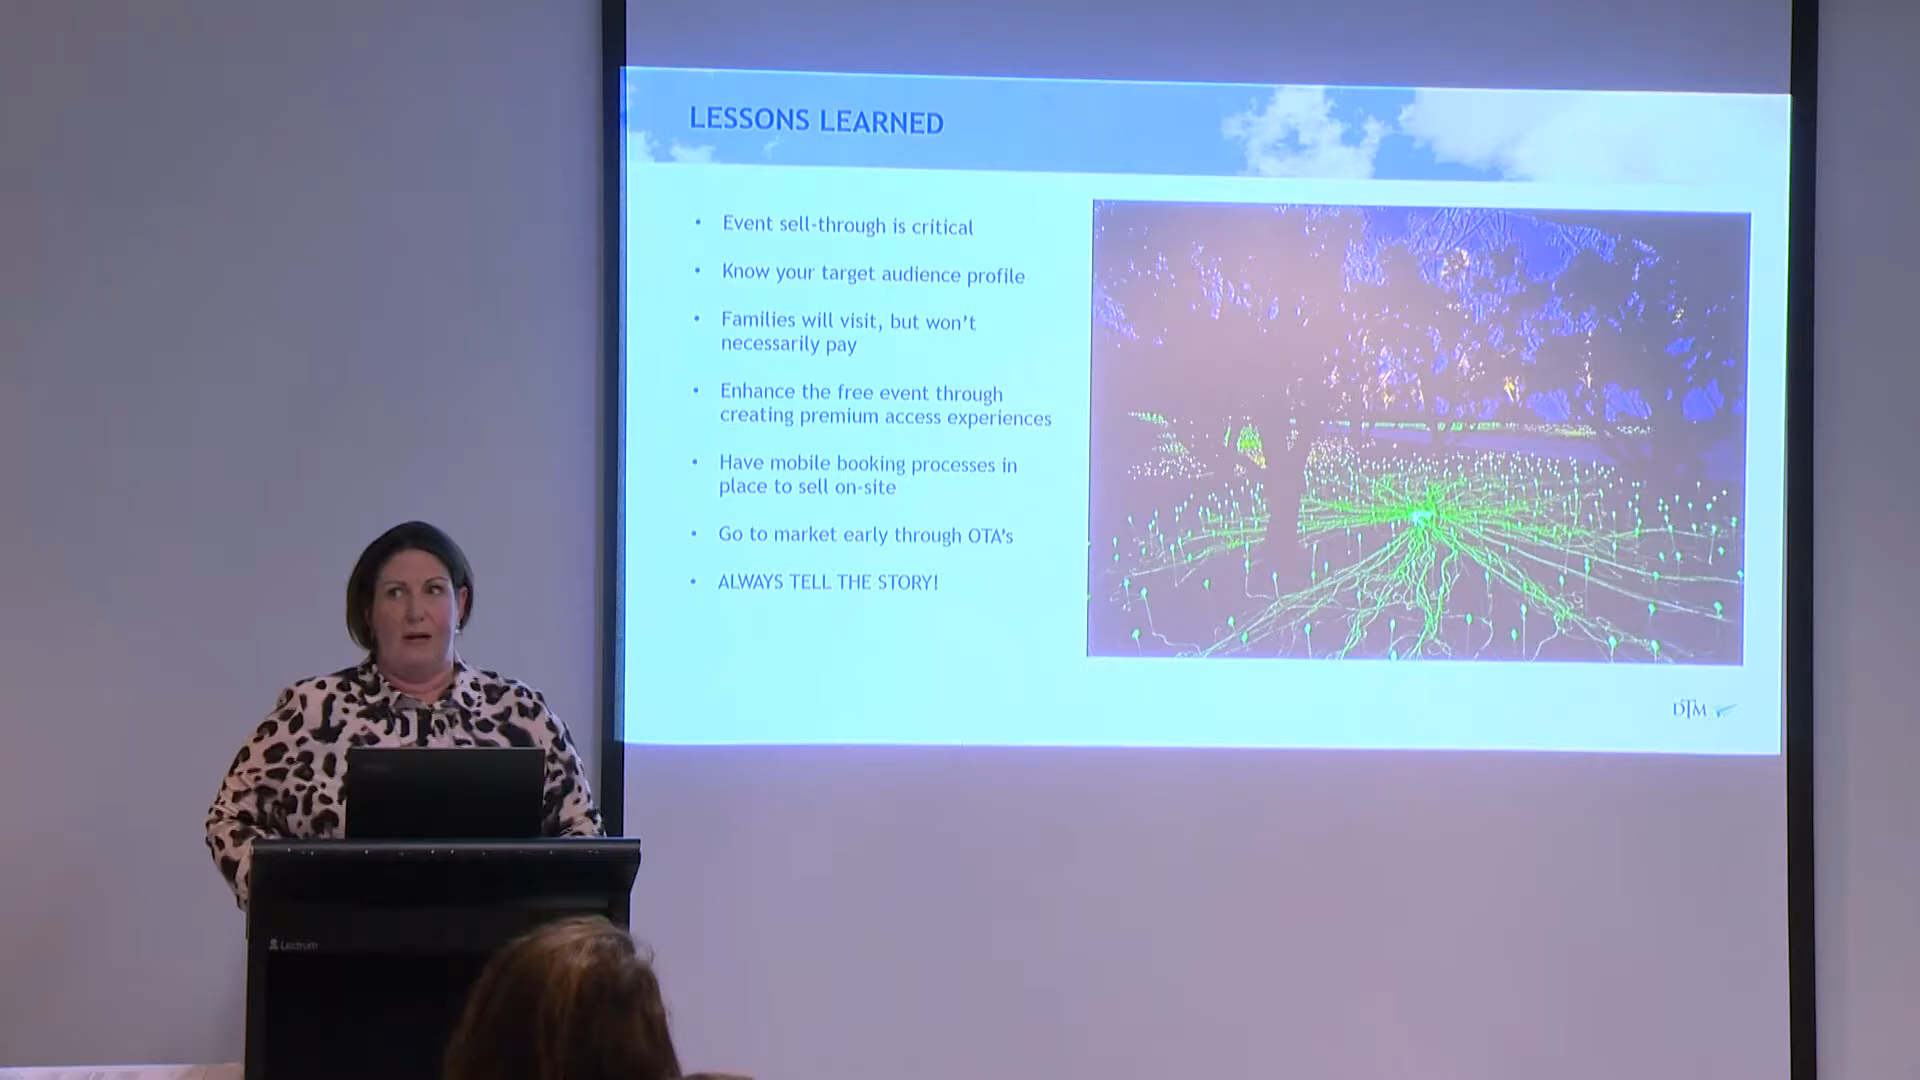 LESSONS LEARNED
• Event sell-through is critical
• Know your target audience profile
• Families will visit, but won't
necessarily pay
• Enhance the free event through
creating premium access experiences
• Have mobile booking processes in
place to sell on-site
• Go to market early through OTA's
• ALWAYS TELL THE STORY!
DTM
Lectrum